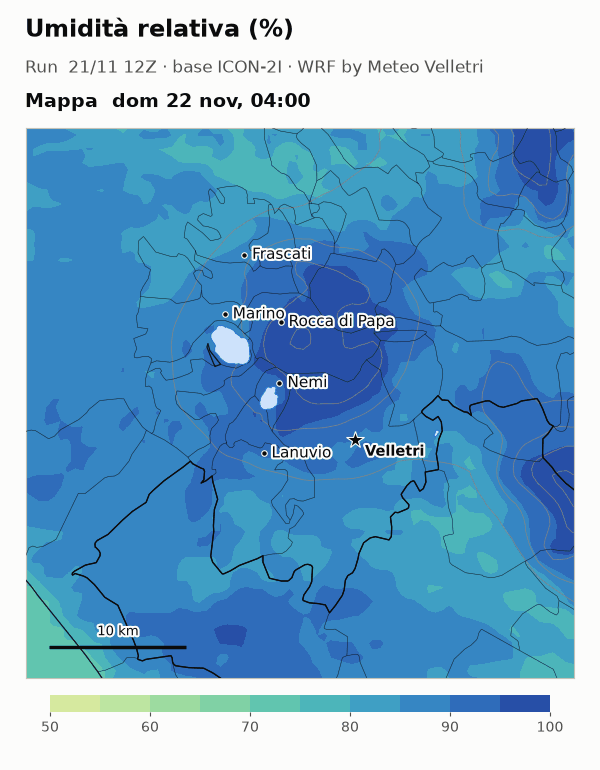 Umidità relativa (%)
Run  21/11 12Z · base ICON-2I · WRF by Meteo Velletri
Mappa  dom 22 nov, 04:00
Frascati
Marino
Rocca di Papa
Nemi
Velletri
Lanuvio
10 km
50 60 70 80 90 100